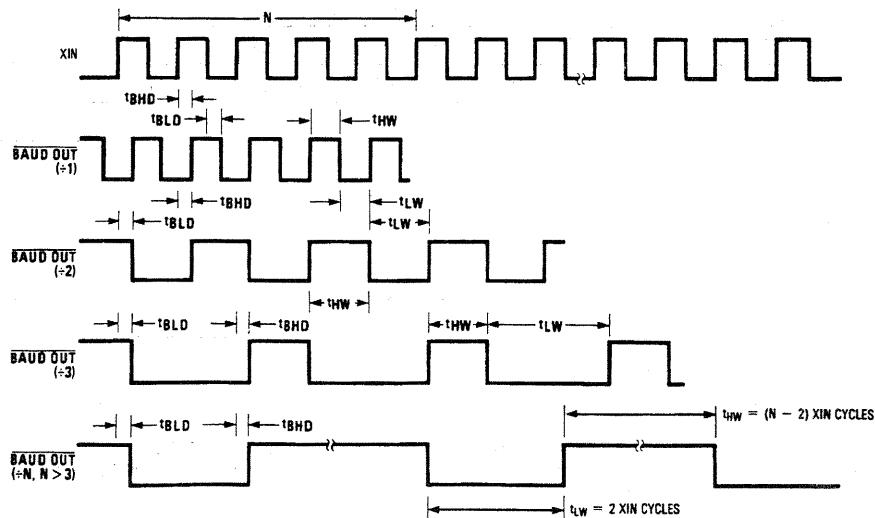 N
XIN
tBHD
tBLD
tHW
BAUD OUT
(÷1)
tBHD
tLW
tBLD
tLW
BAUD OUT
(÷2)
tHW
tBLD
tBHD
tHW
tLW
BAUD OUT
(÷3)
tBLD
tBHD
tHW = (N − 2) XIN CYCLES
BAUD OUT
(÷N, N > 3)
tLW = 2 XIN CYCLES